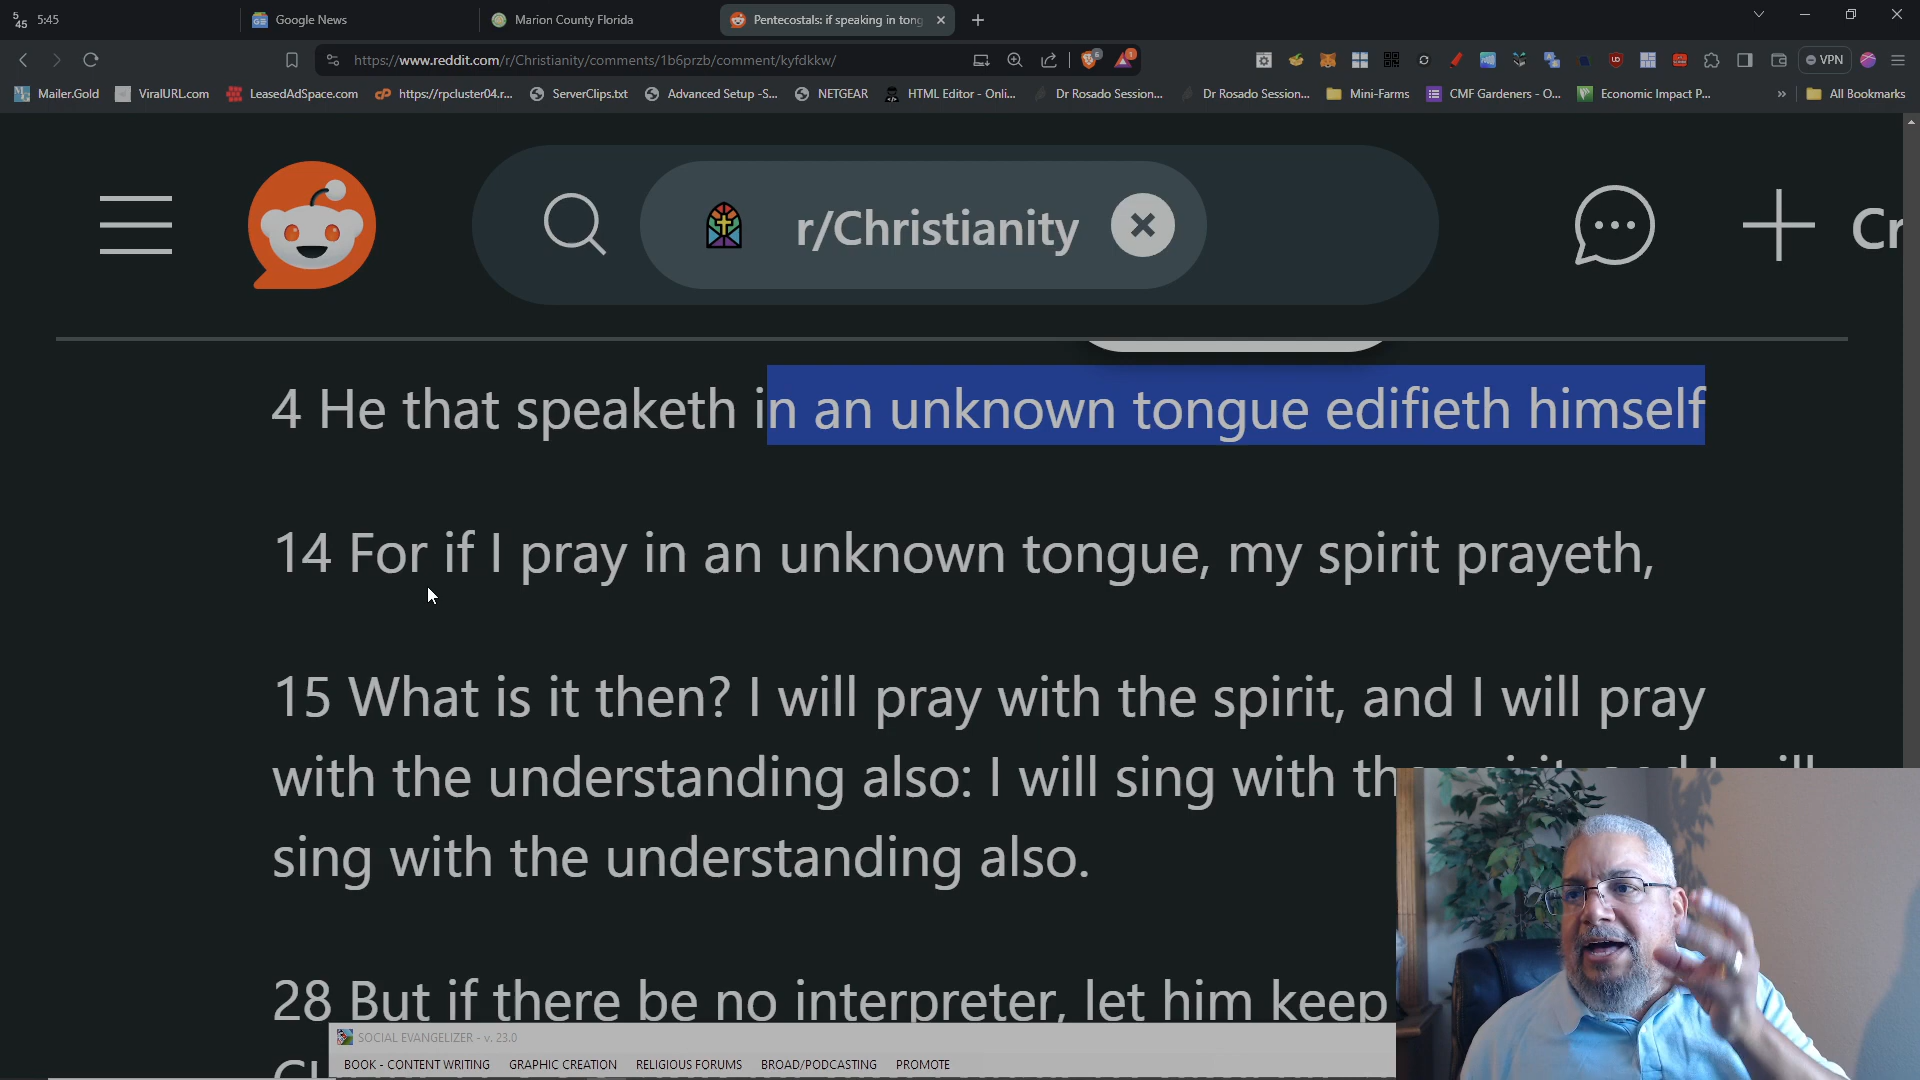 5 45 5:45
Google News
Marion County Florida
Pentecostals: if speaking in tong
https://www.reddit.com/r/Christianity/comments/1b6przb/comment/kyfdkkw/
6
1
VPN
Mailer.Gold
ViralURL.com
LeasedAdSpace.com
https://rpcluster04.r...
ServerClips.txt
Advanced Setup -S...
NETGEAR
HTML Editor - Onli...
Dr Rosado Session...
Dr Rosado Session...
Mini-Farms
CMF Gardeners - O...
Economic Impact P...
All Bookmarks
r/Christianity
Cr
4 He that speaketh in an unknown tongue edifieth himself
14 For if I pray in an unknown tongue, my spirit prayeth,
15 What is it then? I will pray with the spirit, and I will pray
with the understanding also: I will sing with
sing with the understanding also.
28 But if there be no interpreter, let him keep
SOCIAL EVANGELIZER - v. 23.0
BOOK - CONTENT WRITING GRAPHIC CREATION RELIGIOUS FORUMS BROAD/PODCASTING PROMOTE